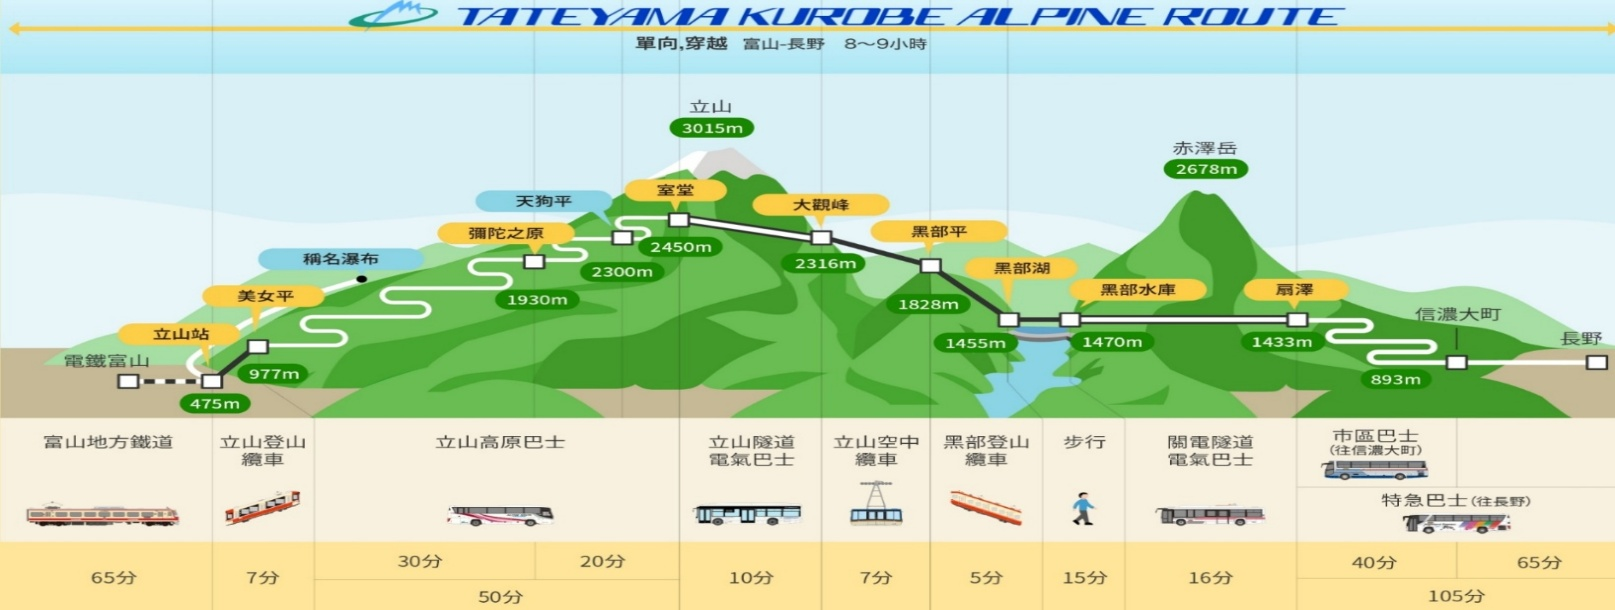 TATEYAMA KUROBE ALPINE ROUTE
單向,穿越 富山-長野 8～9小時
立山
3015m
赤澤岳
2678m
室堂
天狗平
大觀峰
彌陀之原
黑部平
2450m
稱名瀑布
2300m
2316m
黑部湖
美女平
1930m
1828m
黑部水庫
扇澤
立山站
信濃大町
電鐵富山
977m
1455m
1470m
1433m
長野
475m
893m
富山地方鐵道
立山登山
纜車
立山高原巴士
立山隧道
電氣巴士
立山空中
纜車
黑部登山
纜車
步行
關電隧道
電氣巴士
市區巴士
(往信濃大町)
特急巴士(往長野)
65分
7分
30分
20分
50分
10分
7分
5分
15分
16分
40分
65分
105分